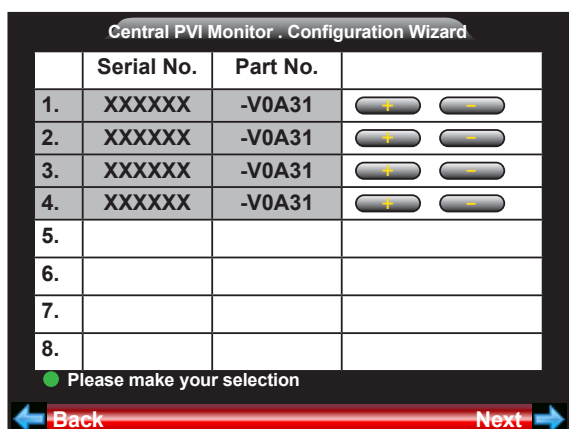 Central PVI Monitor . Configuration Wizard
Serial No. Part No.
1. XXXXXX -V0A31 + -
2. XXXXXX -V0A31 + -
3. XXXXXX -V0A31 + -
4. XXXXXX -V0A31 + -
5.
6.
7.
8.
Please make your selection
Back Next